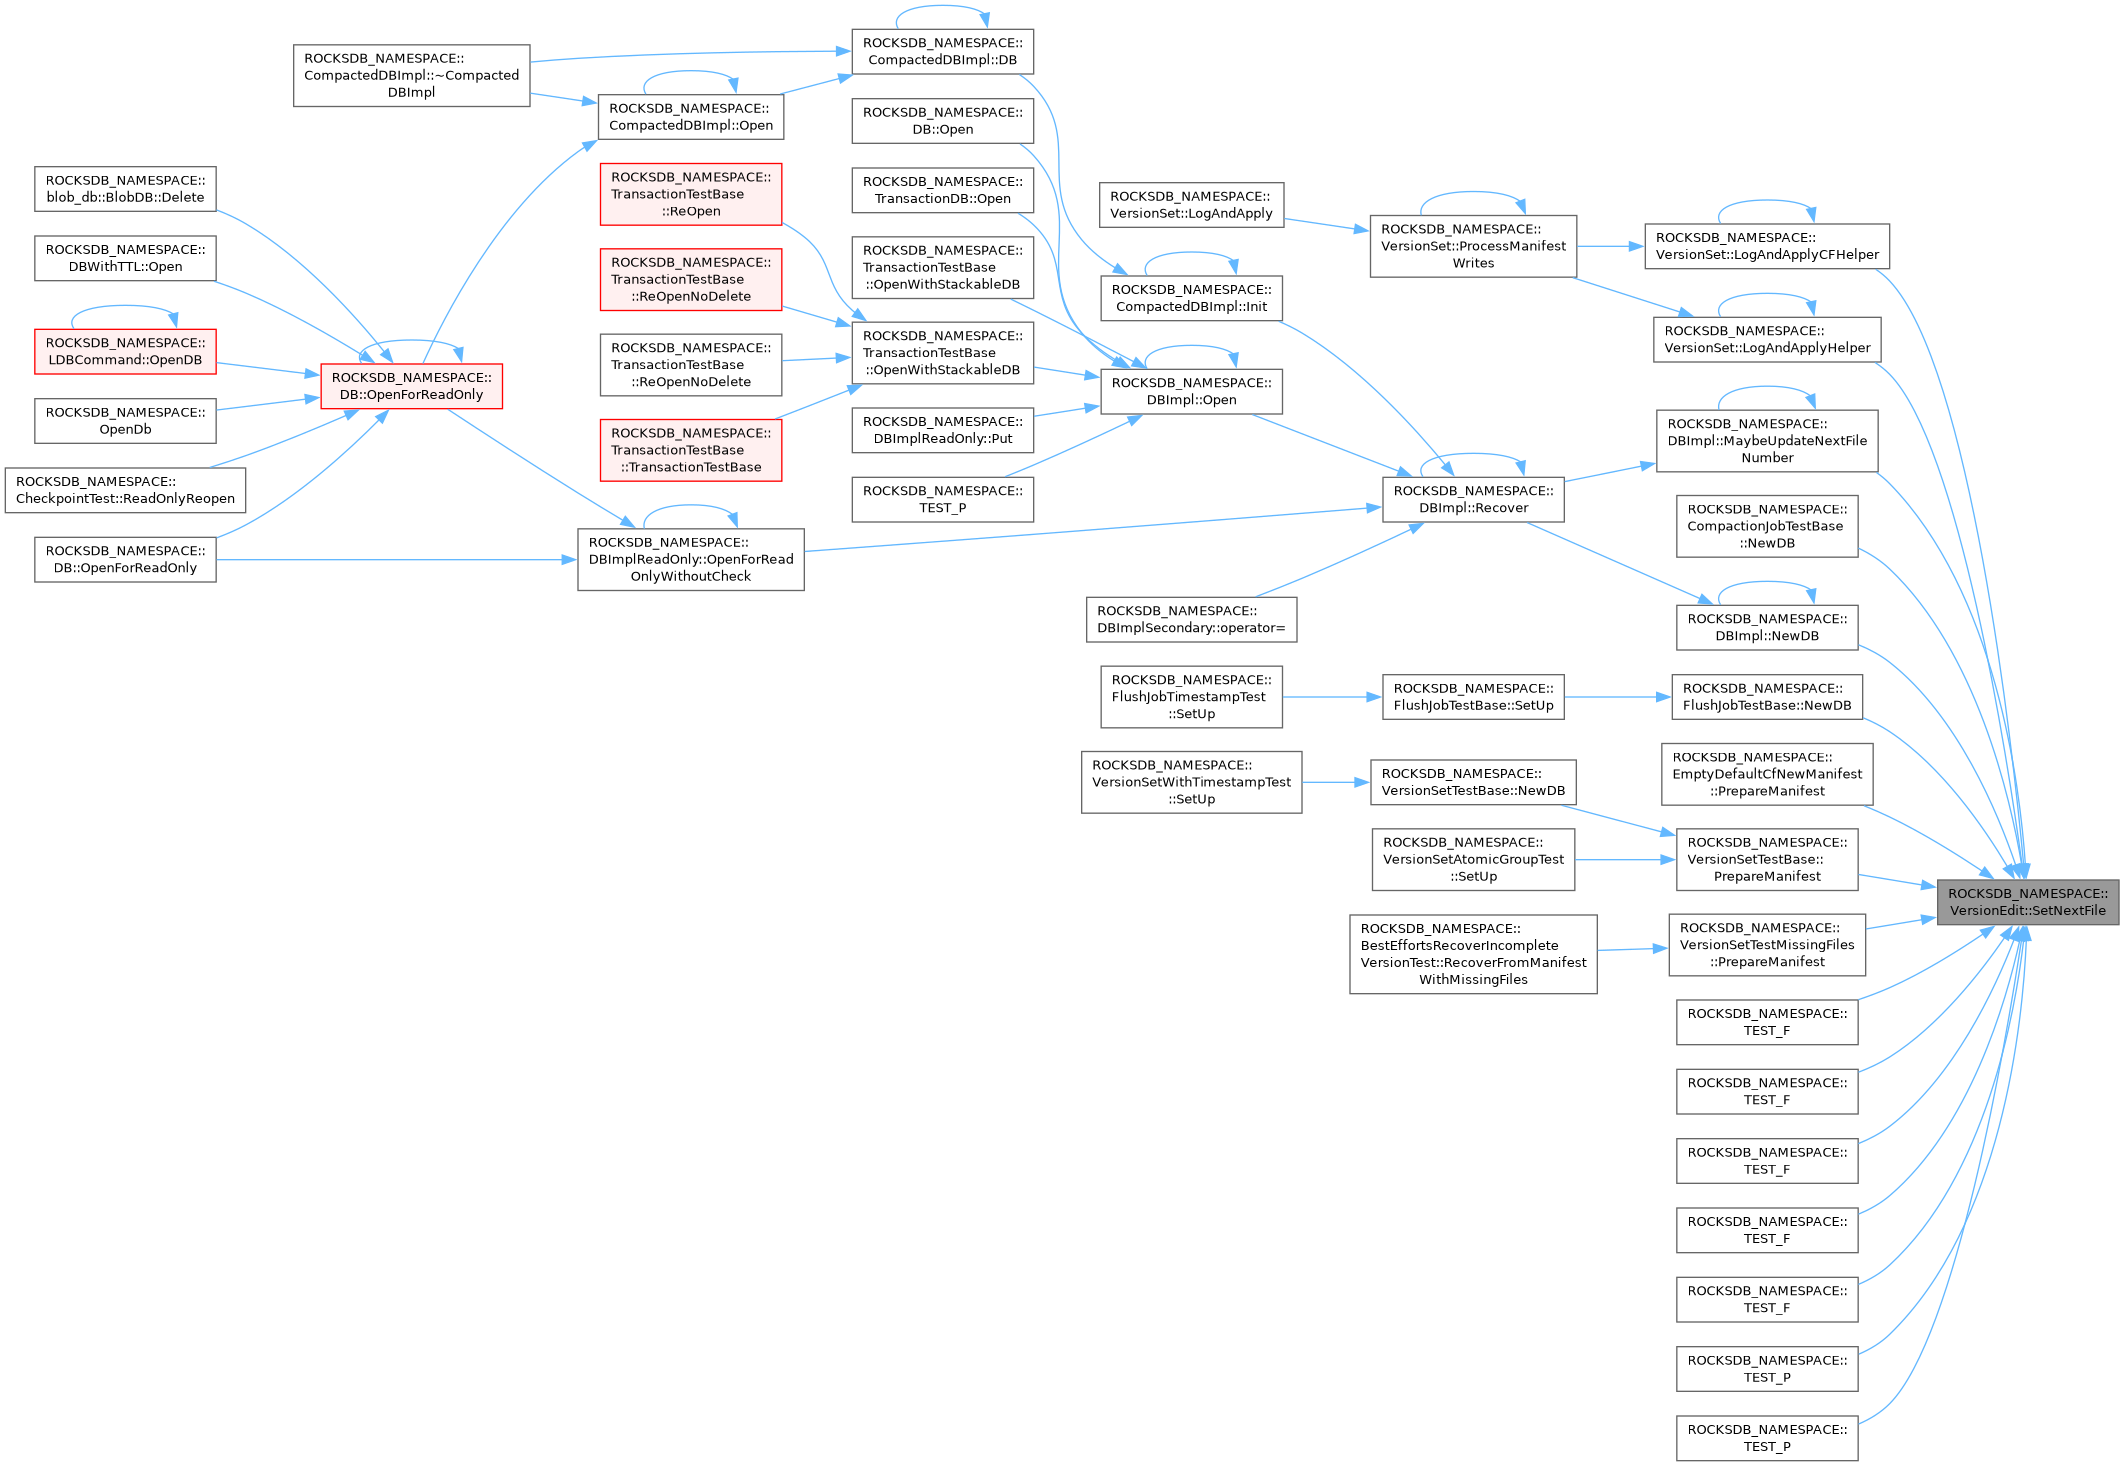 ROCKSDB_NAMESPACE::
CompactedDBImpl::~Compacted
DBImpl
ROCKSDB_NAMESPACE::
blob_db::BlobDB::Delete
ROCKSDB_NAMESPACE::
DBWithTTL::Open
ROCKSDB_NAMESPACE::
LDBCommand::OpenDB
ROCKSDB_NAMESPACE::
OpenDb
ROCKSDB_NAMESPACE::
CheckpointTest::ReadOnlyReopen
ROCKSDB_NAMESPACE::
DB::OpenForReadOnly
ROCKSDB_NAMESPACE::
DB::OpenForReadOnly
ROCKSDB_NAMESPACE::
CompactedDBImpl::Open
ROCKSDB_NAMESPACE::
TransactionTestBase
::ReOpen
ROCKSDB_NAMESPACE::
TransactionTestBase
::ReOpenNoDelete
ROCKSDB_NAMESPACE::
TransactionTestBase
::ReOpenNoDelete
ROCKSDB_NAMESPACE::
TransactionTestBase
::TransactionTestBase
ROCKSDB_NAMESPACE::
DBImplReadOnly::OpenForRead
OnlyWithoutCheck
ROCKSDB_NAMESPACE::
CompactedDBImpl::DB
ROCKSDB_NAMESPACE::
DB::Open
ROCKSDB_NAMESPACE::
TransactionDB::Open
ROCKSDB_NAMESPACE::
TransactionTestBase
::OpenWithStackableDB
ROCKSDB_NAMESPACE::
TransactionTestBase
::OpenWithStackableDB
ROCKSDB_NAMESPACE::
DBImplReadOnly::Put
ROCKSDB_NAMESPACE::
TEST_P
ROCKSDB_NAMESPACE::
VersionSet::LogAndApply
ROCKSDB_NAMESPACE::
CompactedDBImpl::Init
ROCKSDB_NAMESPACE::
DBImpl::Open
ROCKSDB_NAMESPACE::
DBImplSecondary::operator=
ROCKSDB_NAMESPACE::
FlushJobTimestampTest
::SetUp
ROCKSDB_NAMESPACE::
VersionSetWithTimestampTest
::SetUp
ROCKSDB_NAMESPACE::
VersionSet::ProcessManifest
Writes
ROCKSDB_NAMESPACE::
DBImpl::Recover
ROCKSDB_NAMESPACE::
FlushJobTestBase::SetUp
ROCKSDB_NAMESPACE::
VersionSetTestBase::NewDB
ROCKSDB_NAMESPACE::
VersionSetAtomicGroupTest
::SetUp
ROCKSDB_NAMESPACE::
BestEffortsRecoverIncomplete
VersionTest::RecoverFromManifest
WithMissingFiles
ROCKSDB_NAMESPACE::
VersionSet::LogAndApplyCFHelper
ROCKSDB_NAMESPACE::
VersionSet::LogAndApplyHelper
ROCKSDB_NAMESPACE::
DBImpl::MaybeUpdateNextFile
Number
ROCKSDB_NAMESPACE::
CompactionJobTestBase
::NewDB
ROCKSDB_NAMESPACE::
DBImpl::NewDB
ROCKSDB_NAMESPACE::
FlushJobTestBase::NewDB
ROCKSDB_NAMESPACE::
EmptyDefaultCfNewManifest
::PrepareManifest
ROCKSDB_NAMESPACE::
VersionSetTestBase::
PrepareManifest
ROCKSDB_NAMESPACE::
VersionSetTestMissingFiles
::PrepareManifest
ROCKSDB_NAMESPACE::
TEST_F
ROCKSDB_NAMESPACE::
TEST_F
ROCKSDB_NAMESPACE::
TEST_F
ROCKSDB_NAMESPACE::
TEST_F
ROCKSDB_NAMESPACE::
TEST_F
ROCKSDB_NAMESPACE::
TEST_P
ROCKSDB_NAMESPACE::
TEST_P
ROCKSDB_NAMESPACE::
VersionEdit::SetNextFile